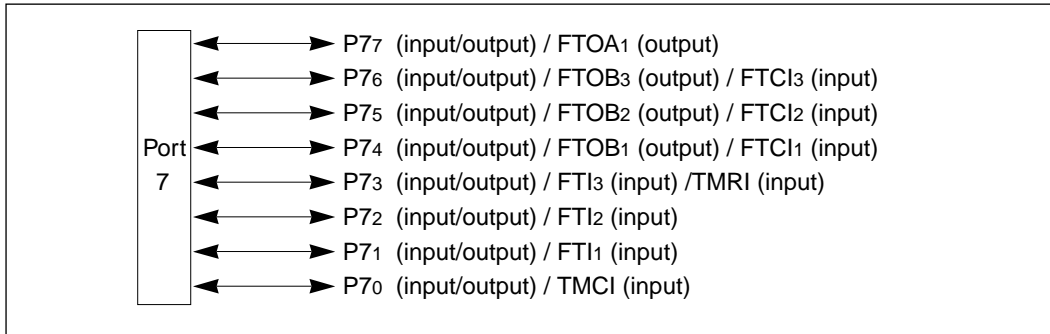 P7₇ (input/output) / FTOA₁ (output)
P7₆ (input/output) / FTOB₃ (output) / FTCI₃ (input)
P7₅ (input/output) / FTOB₂ (output) / FTCI₂ (input)
Port P7₄ (input/output) / FTOB₁ (output) / FTCI₁ (input)
7 P7₃ (input/output) / FTI₃ (input) /TMRI (input)
P7₂ (input/output) / FTI₂ (input)
P7₁ (input/output) / FTI₁ (input)
P7₀ (input/output) / TMCI (input)